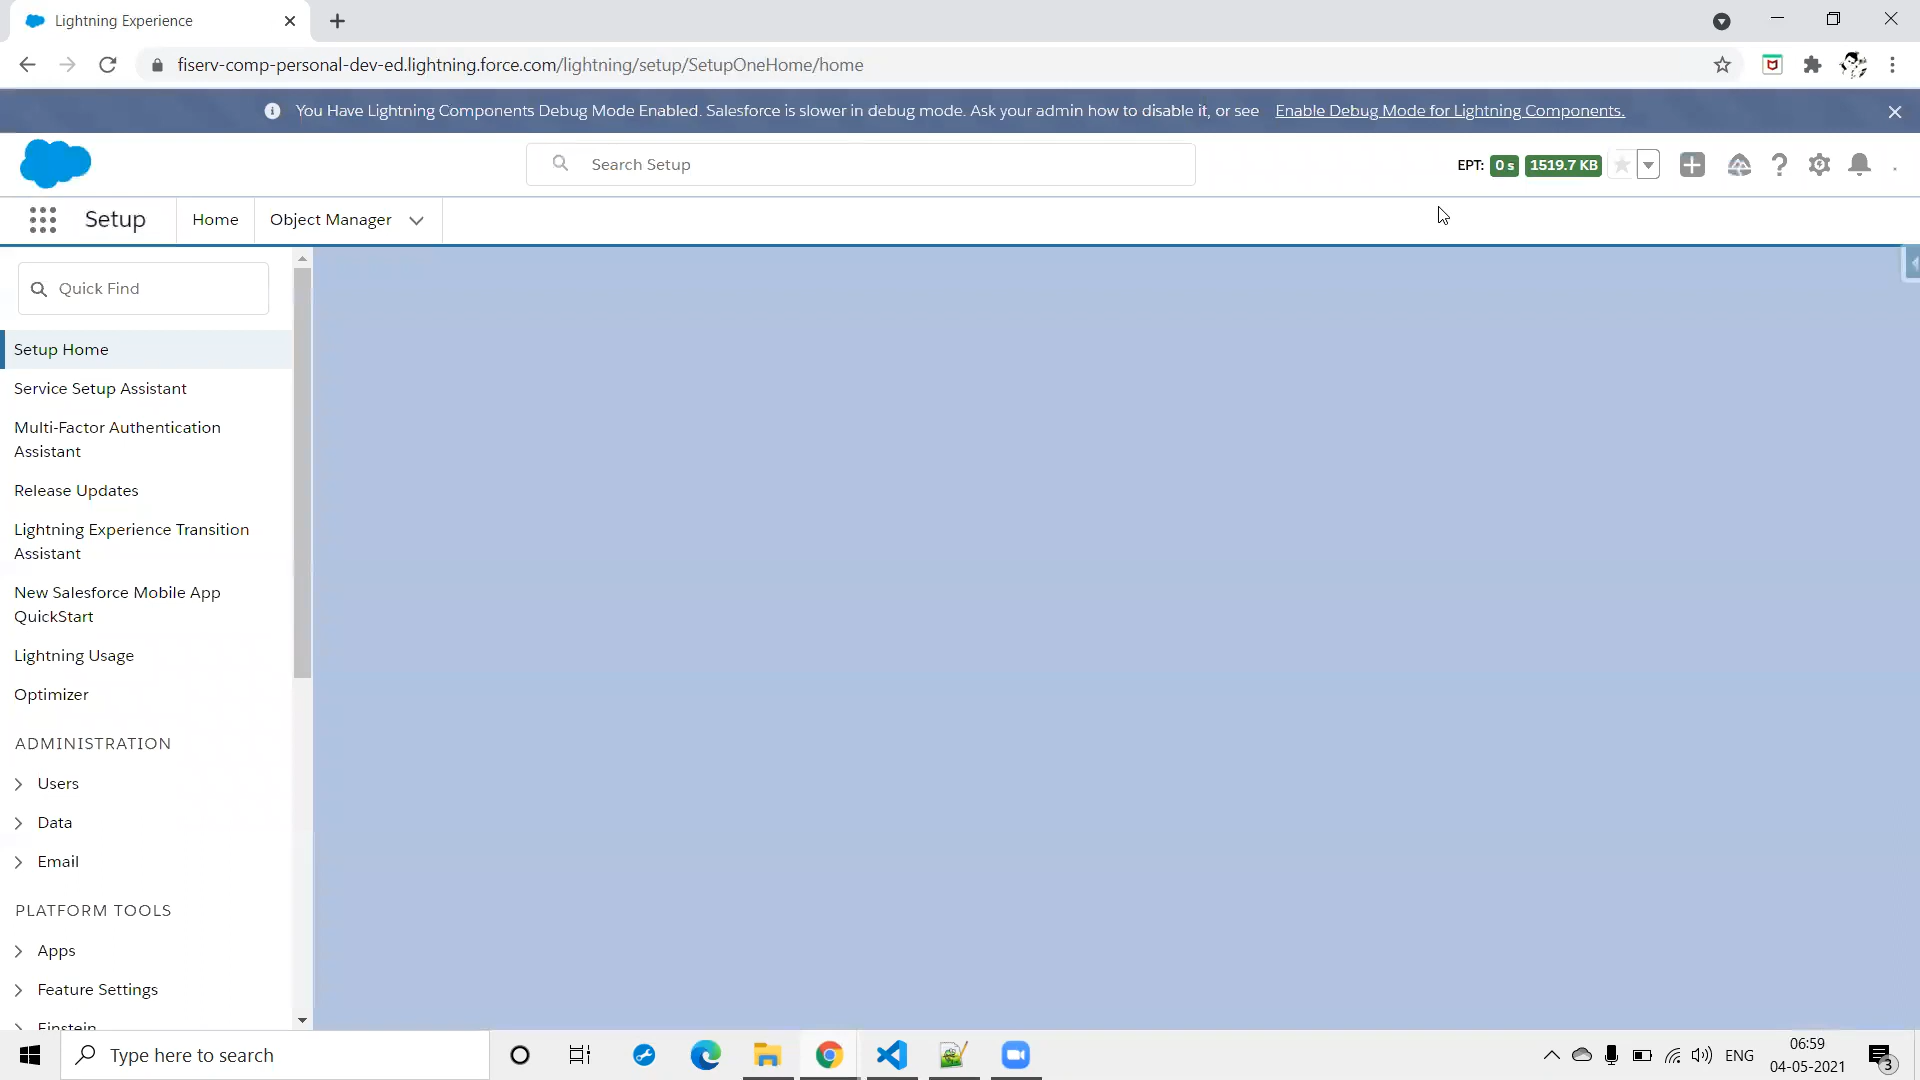 Lightning Experience
fiserv-comp-personal-dev-ed.lightning.force.com/lightning/setup/SetupOneHome/home
You Have Lightning Components Debug Mode Enabled. Salesforce is slower in debug mode. Ask your admin how to disable it, or see Enable Debug Mode for Lightning Components.
Search Setup
EPT: 0 s 1519.7 KB
Setup Home Object Manager
Quick Find
Setup Home
Service Setup Assistant
Multi-Factor Authentication
Assistant
Release Updates
Lightning Experience Transition
Assistant
New Salesforce Mobile App
QuickStart
Lightning Usage
Optimizer
ADMINISTRATION
Users
Data
Email
PLATFORM TOOLS
Apps
Feature Settings
Einstein
Type here to search
ENG
06:59
04-05-2021
3